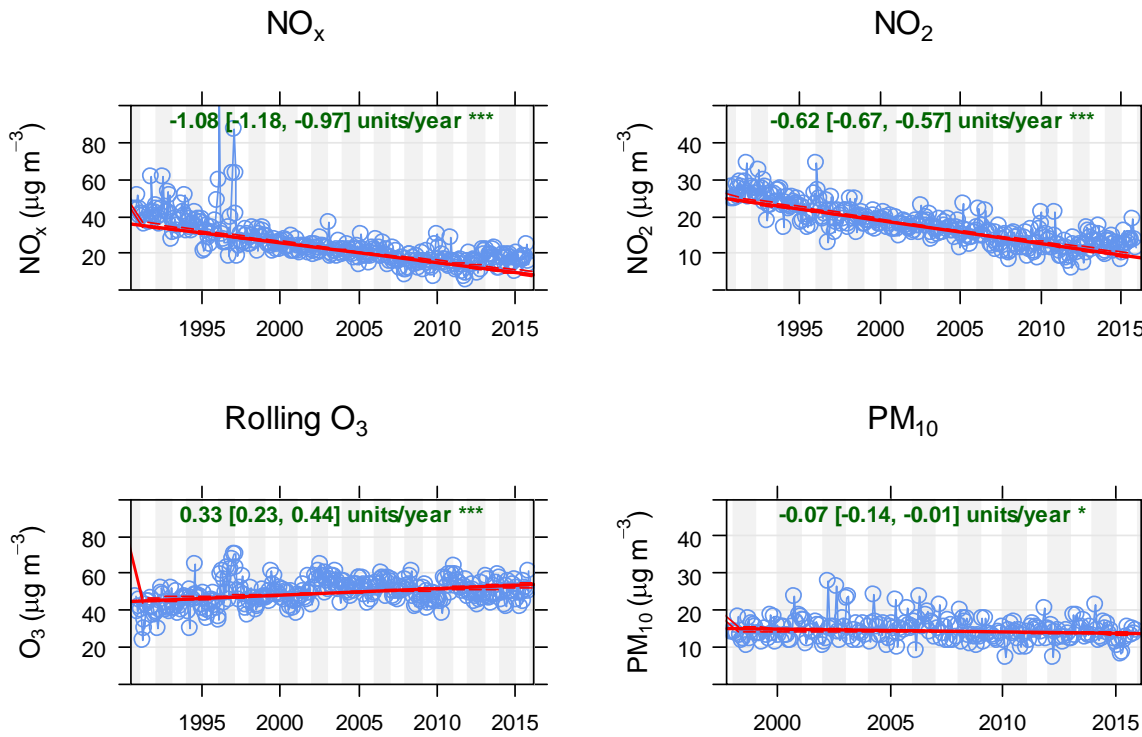 NOx
NO2
-1.08 [-1.18, -0.97] units/year ***
-0.62 [-0.67, -0.57] units/year ***
NOx (µg m−3)
80
60
40
20
1995 2000 2005 2010 2015
NO2 (µg m−3)
40
30
20
10
1995 2000 2005 2010 2015
Rolling O3
PM10
0.33 [0.23, 0.44] units/year ***
-0.07 [-0.14, -0.01] units/year *
O3 (µg m−3)
80
60
40
20
1995 2000 2005 2010 2015
PM10 (µg m−3)
40
30
20
10
2000 2005 2010 2015